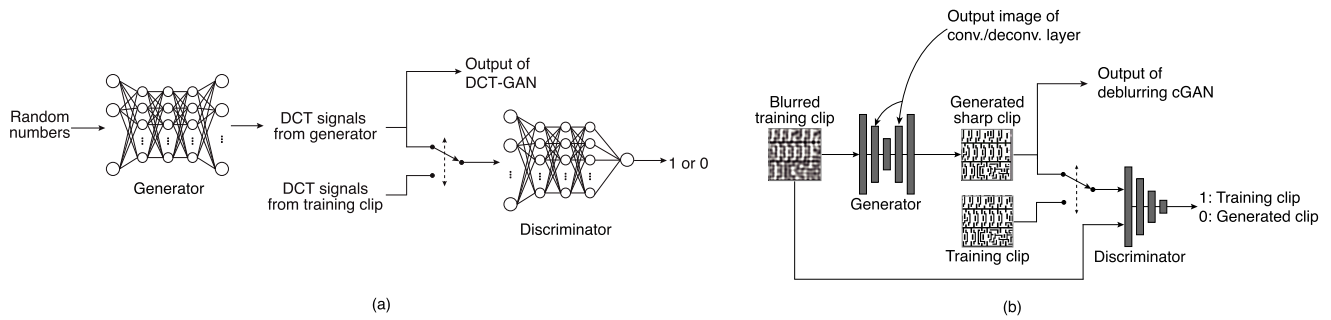 Random
numbers
Generator
DCT signals
from generator
DCT signals
from training clip
Output of
DCT-GAN
Discriminator
1 or 0
(a)
Output image of
conv./deconv. layer
Blurred
training clip
Generator
Generated
sharp clip
Training clip
Output of
deblurring cGAN
Discriminator
1: Training clip
0: Generated clip
(b)